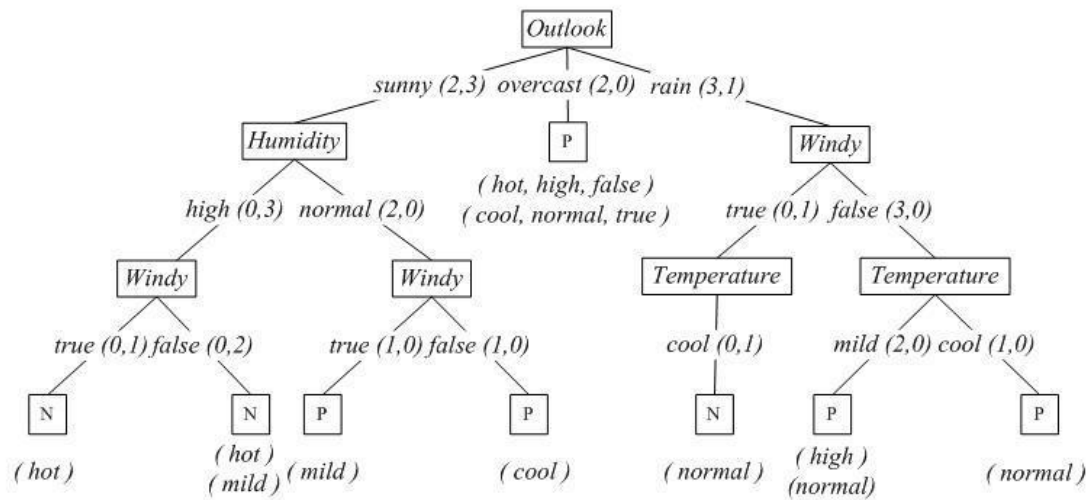 Outlook
sunny (2,3) overcast (2,0) rain (3,1)
Humidity P Windy
( hot, high, false )
( cool, normal, true )
high (0,3) normal (2,0) true (0,1) false (3,0)
Windy Windy Temperature Temperature
true (0,1) false (0,2) true (1,0) false (1,0) cool (0,1) mild (2,0) cool (1,0)
N N P P N P P
( hot ) ( hot ) ( mild ) ( cool ) ( normal ) ( high ) ( normal )
( mild ) (normal)